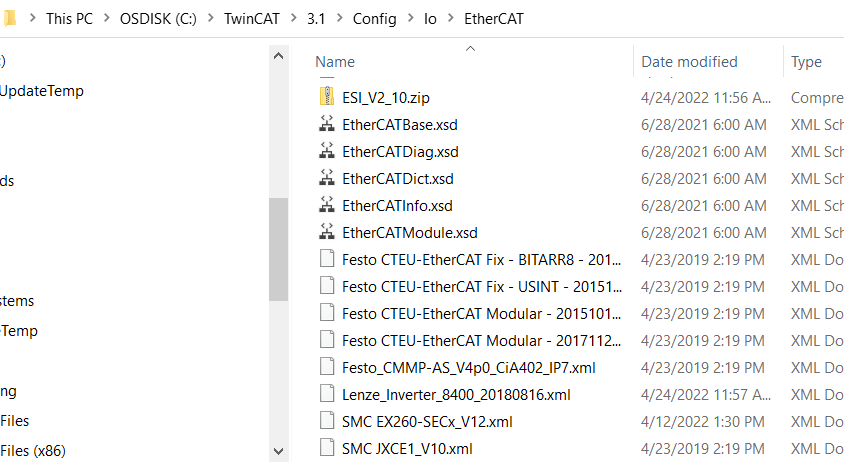 This PC > OSDISK (C:) > TwinCAT > 3.1 > Config > Io > EtherCAT
:)
UpdateTemp
ds
stems
eTemp
ng
Files
Files (x86)
Name Date modified Type
ESI_V2_10.zip 4/24/2022 11:56 A... Compre
EtherCATBase.xsd 6/28/2021 6:00 AM XML Sch
EtherCATDiag.xsd 6/28/2021 6:00 AM XML Sch
EtherCATDict.xsd 6/28/2021 6:00 AM XML Sch
EtherCATInfo.xsd 6/28/2021 6:00 AM XML Sch
EtherCATModule.xsd 6/28/2021 6:00 AM XML Sch
Festo CTEU-EtherCAT Fix - BITARR8 - 201... 4/23/2019 2:19 PM XML Do
Festo CTEU-EtherCAT Fix - USINT - 20151... 4/23/2019 2:19 PM XML Do
Festo CTEU-EtherCAT Modular - 2015101... 4/23/2019 2:19 PM XML Do
Festo CTEU-EtherCAT Modular - 2017112... 4/23/2019 2:19 PM XML Do
Festo_CMMP-AS_V4p0_CiA402_IP7.xml 4/23/2019 2:19 PM XML Do
Lenze_Inverter_8400_20180816.xml 4/24/2022 11:57 A... XML Do
SMC EX260-SECx_V12.xml 4/12/2022 1:30 PM XML Do
SMC JXCE1_V10.xml 4/23/2019 2:19 PM XML Do